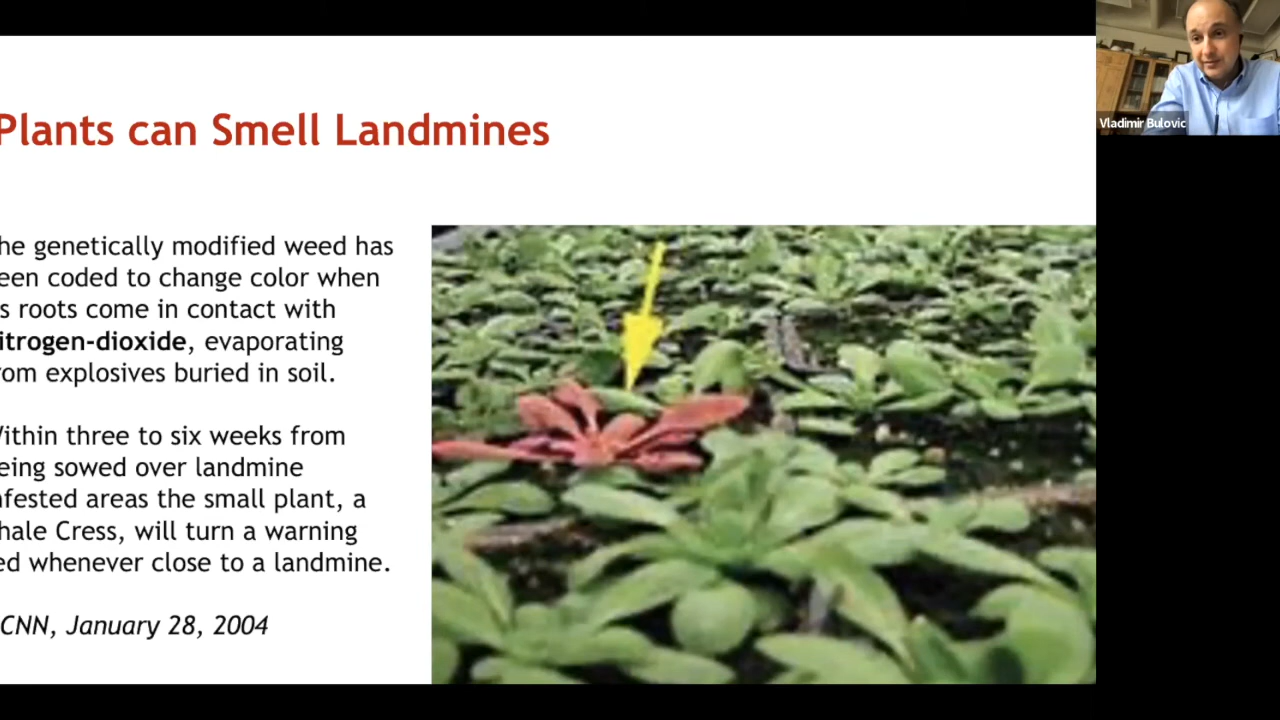 Plants can Smell Landmines
Vladimir Bulovic
he genetically modified weed has
een coded to change color when
s roots come in contact with
itrogen-dioxide, evaporating
rom explosives buried in soil.
ithin three to six weeks from
eing sowed over landmine
nfested areas the small plant, a
hale Cress, will turn a warning
ed whenever close to a landmine.
CNN, January 28, 2004